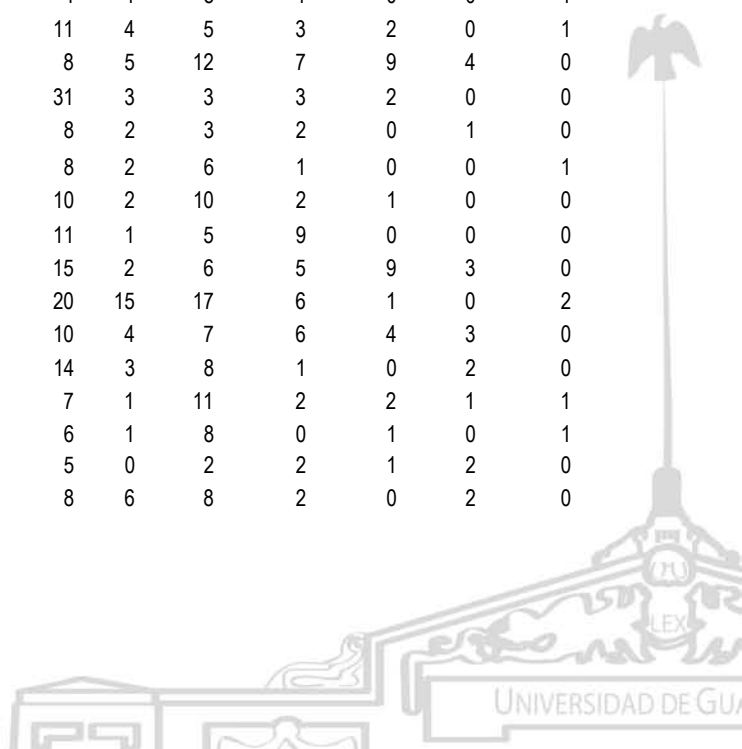 11 4 5 3 2 0 1
8 5 12 7 9 4 0
31 3 3 3 2 0 0
8 2 3 2 0 1 0
8 2 6 1 0 0 1
10 2 10 2 1 0 0
11 1 5 9 0 0 0
15 2 6 5 9 3 0
20 15 17 6 1 0 2
10 4 7 6 4 3 0
14 3 8 1 0 2 0
7 1 11 2 2 1 1
6 1 8 0 1 0 1
5 0 2 2 1 2 0
8 6 8 2 0 2 0
LEX
UNIVERSIDAD DE GUA